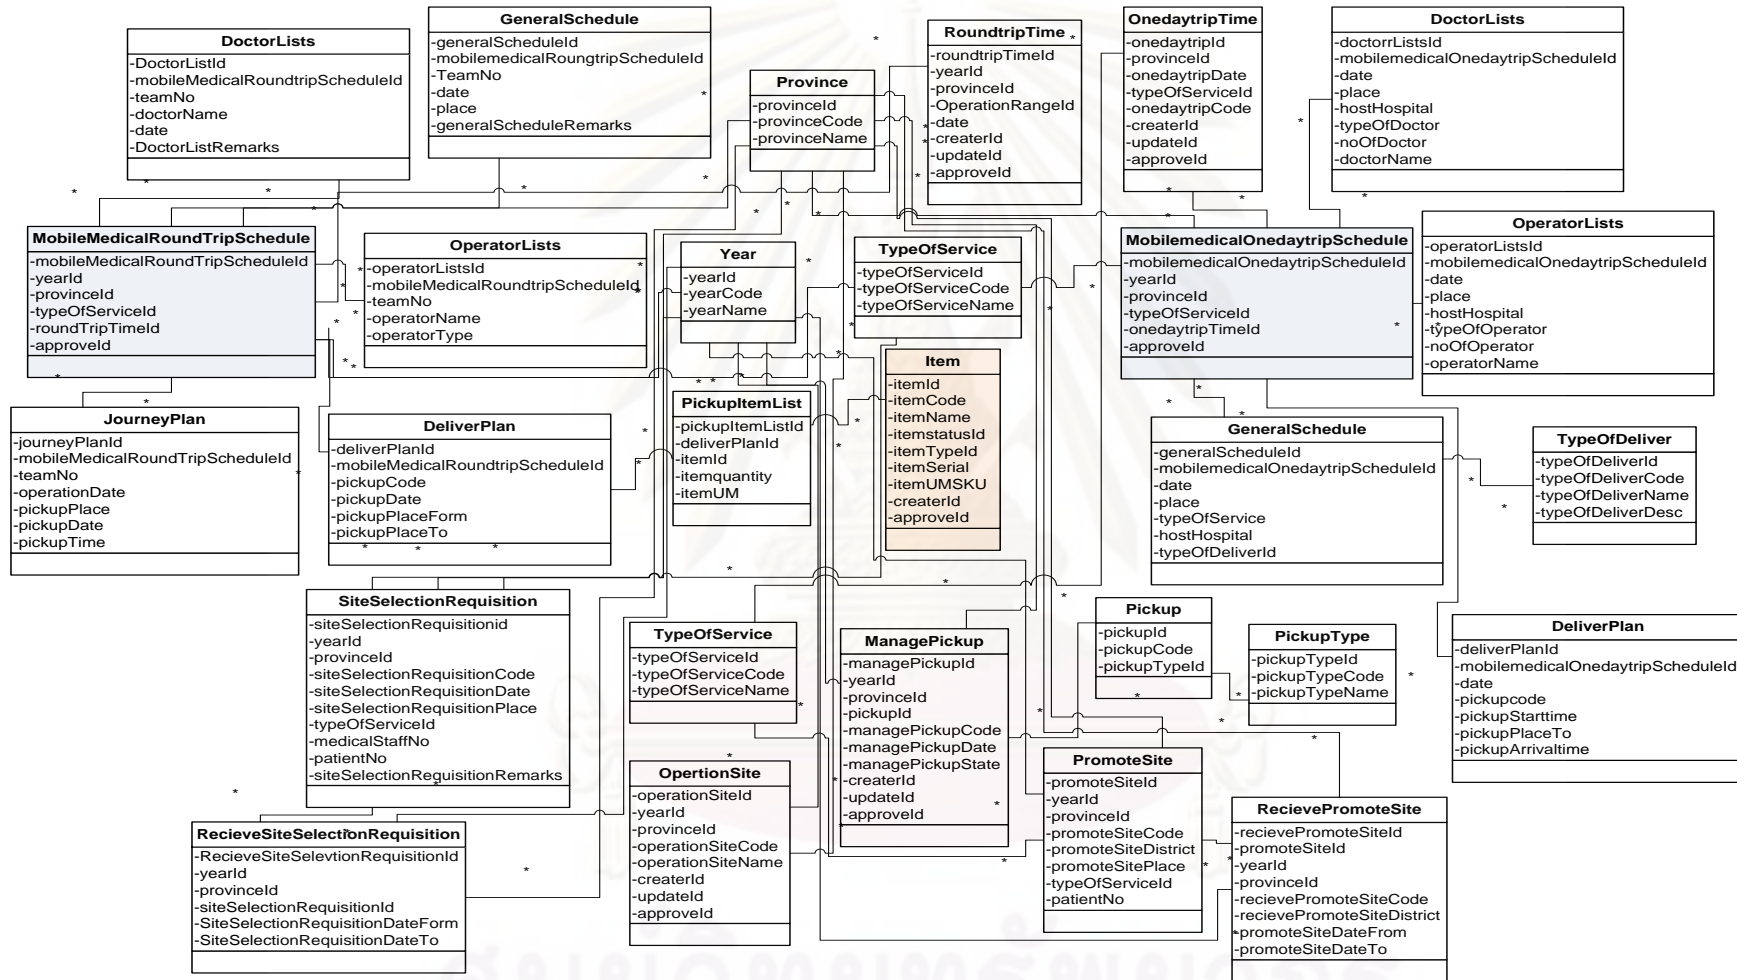 DoctorLists
-DoctorListId
-mobileMedicalRoundtripScheduleId
-teamNo
-doctorName
-date
-DoctorListRemarks
GeneralSchedule
-generalScheduleId
-mobilemedicalRoungtripScheduleId
-TeamNo
-date
-place
-generalScheduleRemarks
Province
-provinceId
-provinceCode
-provinceName
RoundtripTime
-roundtripTimeId
-yearId
-provinceId
-OperationRangeId
-date
-createrId
-updateId
-approveId
OnedaytripTime
-onedaytripId
-provinceId
-onedaytripDate
-typeOfServiceId
-onedaytripCode
-createrId
-updateId
-approveId
DoctorLists
-doctorrListsId
-mobilemedicalOnedaytripScheduleId
-date
-place
-hostHospital
-typeOfDoctor
-noOfDoctor
-doctorName
MobileMedicalRoundTripSchedule
-mobileMedicalRoundTripScheduleId
-yearId
-provinceId
-typeOfServiceId
-roundTripTimeId
-approveId
OperatorLists
-operatorListsId
-mobileMedicalRoundtripScheduleId
-teamNo
-operatorName
-operatorType
Year
-yearId
-yearCode
-yearName
TypeOfService
-typeOfServiceId
-typeOfServiceCode
-typeOfServiceName
MobilemedicalOnedaytripSchedule
-mobilemedicalOnedaytripScheduleId
-yearId
-provinceId
-typeOfServiceId
-onedaytripTimeId
-approveId
OperatorLists
-operatorListsId
-mobilemedicalOnedaytripScheduleId
-date
-place
-hostHospital
-typeOfOperator
-noOfOperator
-operatorName
Item
-itemId
-itemCode
-itemName
-itemstatusId
-itemTypeId
-itemSerial
-itemUMSKU
-createrId
-approveId
JourneyPlan
-journeyPlanId
-mobileMedicalRoundTripScheduleId
-teamNo
-operationDate
-pickupPlace
-pickupDate
-pickupTime
DeliverPlan
-deliverPlanId
-mobileMedicalRoundtripScheduleId
-pickupCode
-pickupDate
-pickupPlaceForm
-pickupPlaceTo
PickupItemList
-pickupItemListId
-deliverPlanId
-itemId
-itemquantity
-itemUM
GeneralSchedule
-generalScheduleId
-mobilemedicalOnedaytripScheduleId
-date
-place
-typeOfService
-hostHospital
-typeOfDeliverId
TypeOfDeliver
-typeOfDeliverId
-typeOfDeliverCode
-typeOfDeliverName
-typeOfDeliverDesc
SiteSelectionRequisition
-siteSelectionRequisitionid
-yearId
-provinceId
-siteSelectionRequisitionCode
-siteSelectionRequisitionDate
-siteSelectionRequisitionPlace
-typeOfServiceId
-medicalStaffNo
-patientNo
-siteSelectionRequisitionRemarks
TypeOfService
-typeOfServiceId
-typeOfServiceCode
-typeOfServiceName
ManagePickup
-managePickupId
-yearId
-provinceId
-pickupId
-managePickupCode
-managePickupDate
-managePickupState
-createrId
-updateId
-approveId
Pickup
-pickupId
-pickupCode
-pickupTypeId
PickupType
-pickupTypeId
-pickupTypeCode
-pickupTypeName
DeliverPlan
-deliverPlanId
-mobilemedicalOnedaytripScheduleId
-date
-pickupcode
-pickupStarttime
-pickupPlaceTo
-pickupArrivaltime
RecieveSiteSelectionRequisition
-RecieveSiteSelevtionRequisitionId
-yearId
-provinceId
-siteSelectionRequisitionId
-SiteSelectionRequisitionDateForm
-SiteSelectionRequisitionDateTo
OpertionSite
-operationSiteId
-yearId
-provinceId
-operationSiteCode
-operationSiteName
-createrId
-updateId
-approveId
PromoteSite
-promoteSiteId
-yearId
-provinceId
-promoteSiteCode
-promoteSiteDistrict
-promoteSitePlace
-typeOfServiceId
-patientNo
RecievePromoteSite
-recievePromoteSiteId
-promoteSiteId
-yearId
-provinceId
-recievePromoteSiteCode
-recievePromoteSiteDistrict
-promoteSiteDateFrom
-promoteSiteDateTo